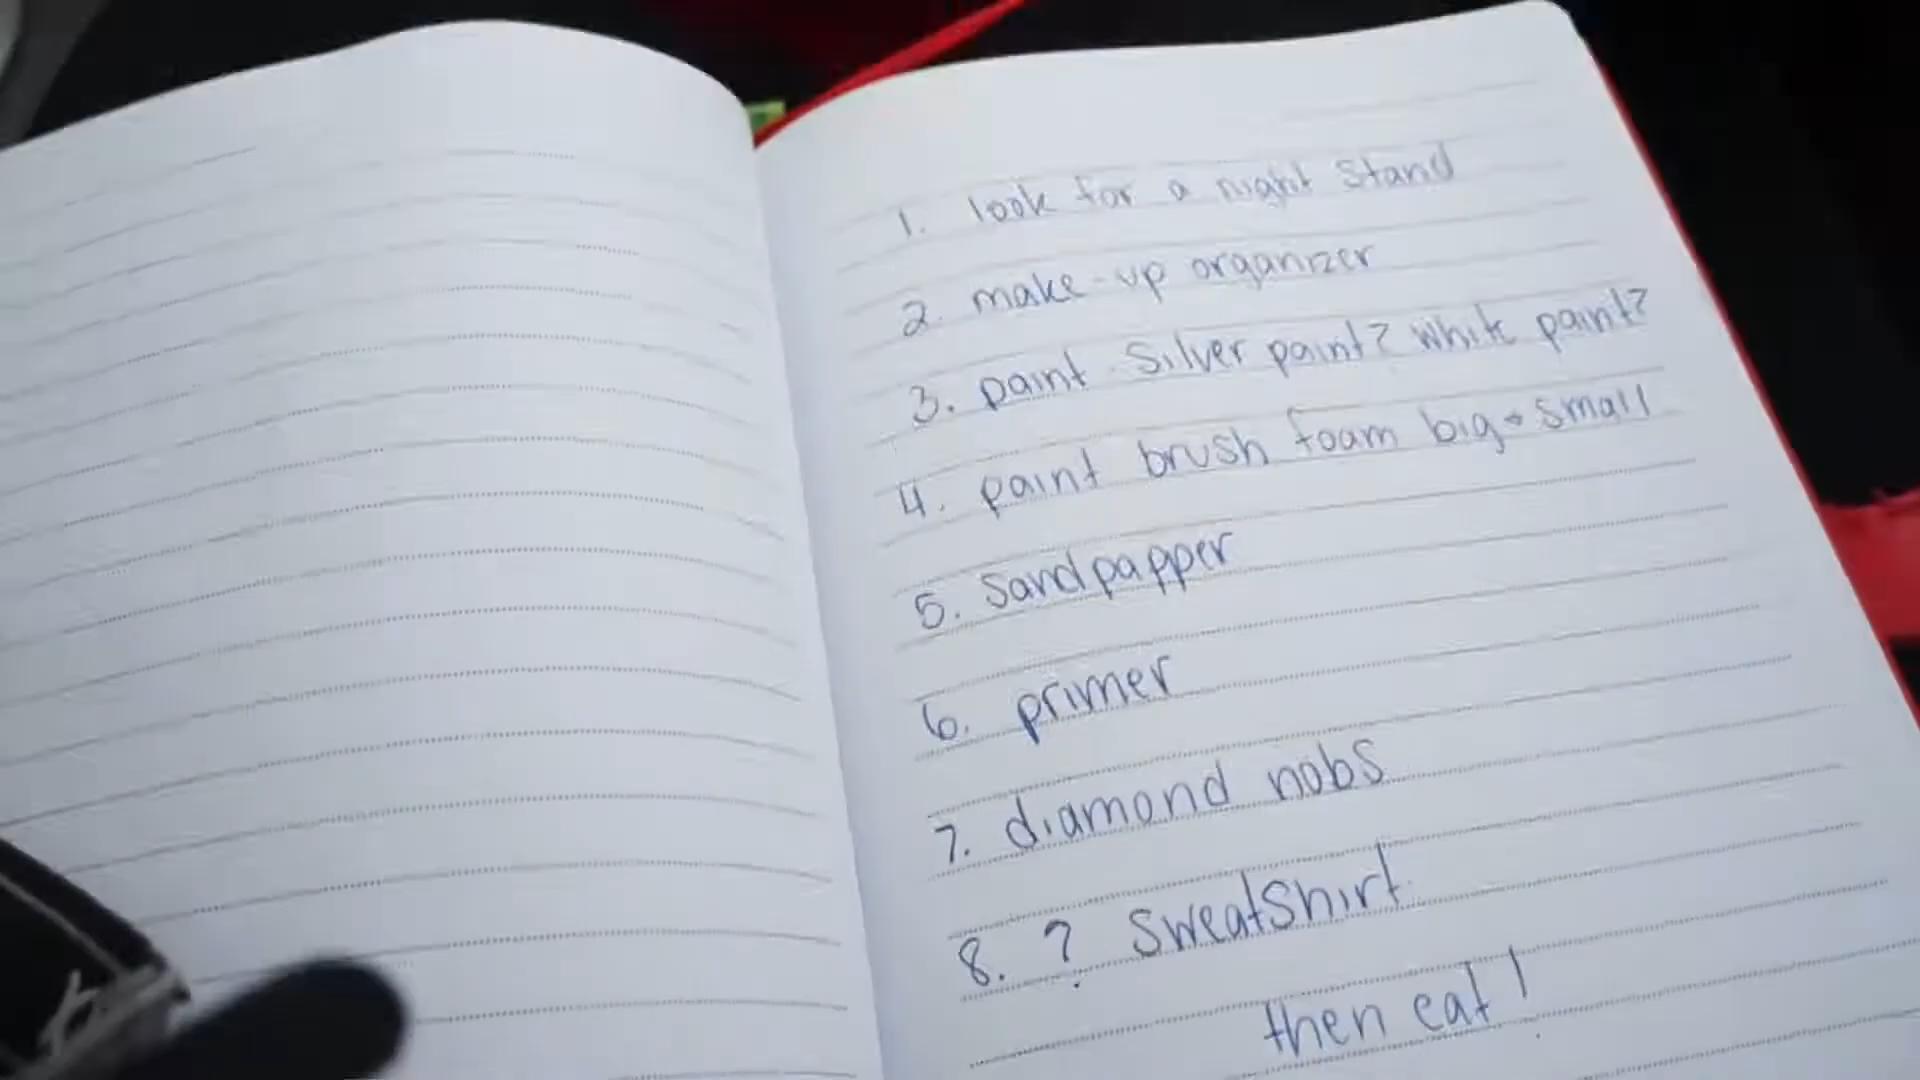 1. look for a night stand
2. make-up organizer
3. paint - Silver paint? white paint?
4. paint brush foam big + small
5. Sandpapper
6. primer
7. diamond nobs
8. ? Sweatshirt
then eat!